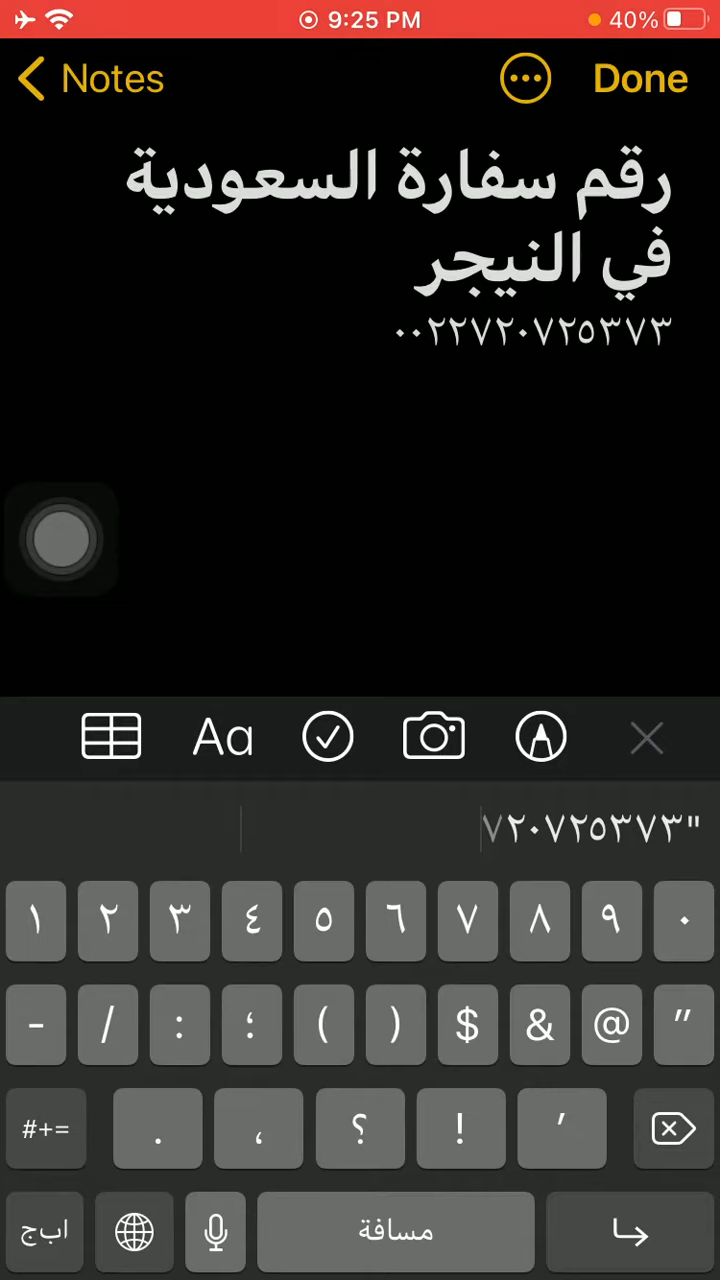 9:25 PM
40%
Notes
Done
رقم سفارة السعودية
في النيجر
٠٠٢٢٧٢٠٧٢٥٣٧٣
Aa
"٧٢٠٧٢٥٣٧٣
١ ٢ ٣ ٤ ٥ ٦ ٧ ٨ ٩ ٠
- / : ؛ ( ) $ & @ "
#+= . ، ؟ ! '
اب‌ج مسافة